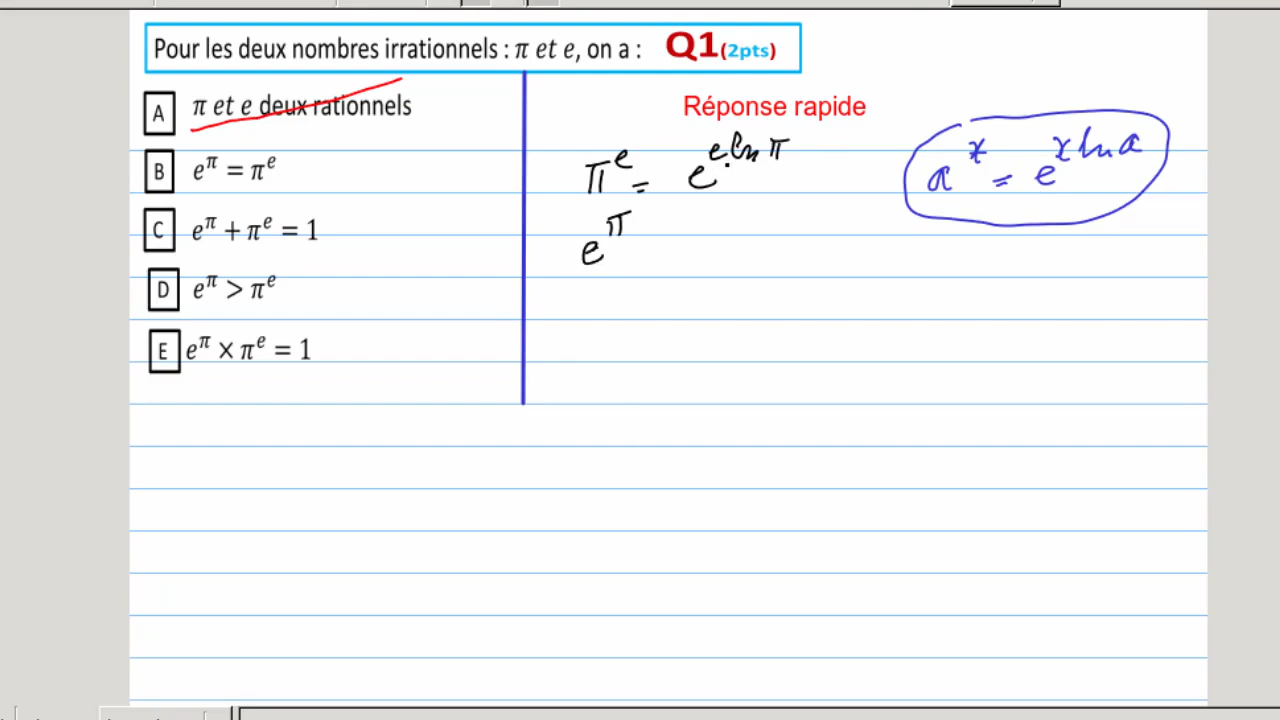 Pour les deux nombres irrationnels : π et e, on a : Q1(2pts)
A π et e deux rationnels
Réponse rapide
π^e = e^{e.ln π}
a^x = e^{x ln a}
B e^π = π^e
e^π
C e^π + π^e = 1
D e^π > π^e
E e^π × π^e = 1